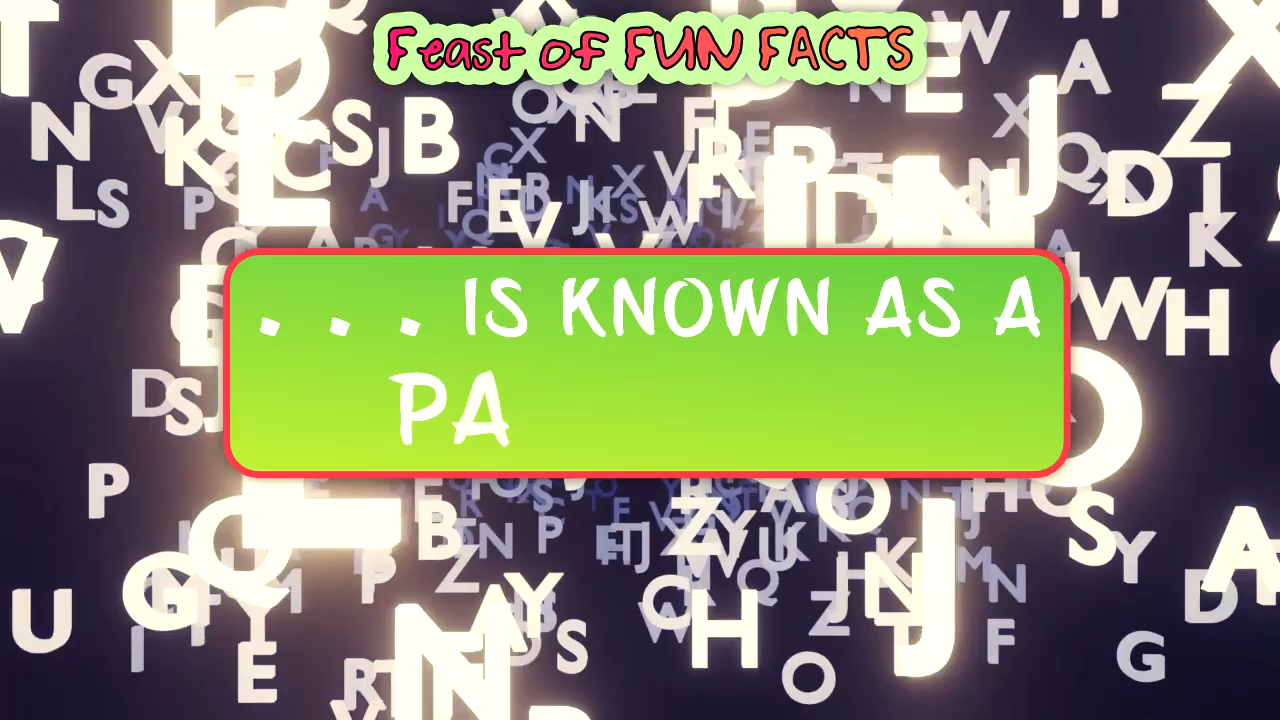 Feast of FUN FACTS
. . . IS KNOWN AS A
PA